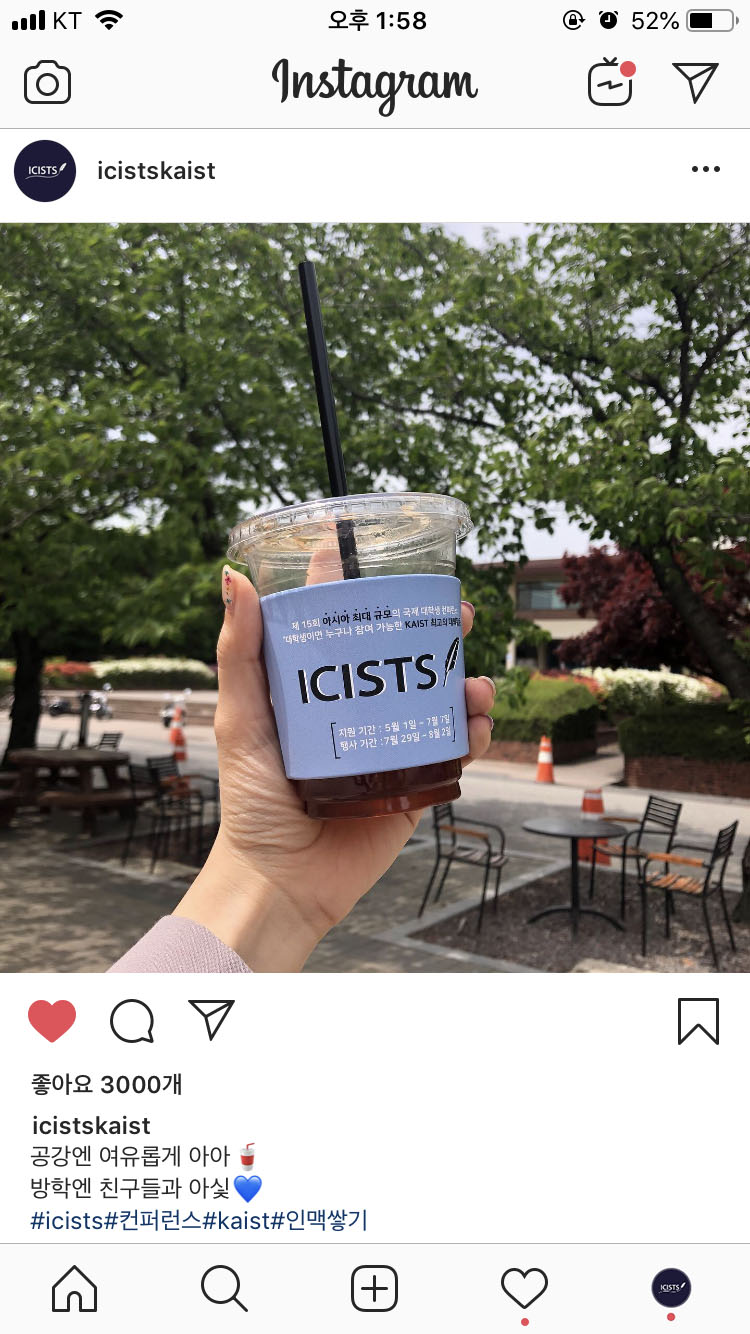 KT
오후 1:58
52%
Instagram
ICISTS
icistskaist
제 15회 아시아 최대 규모의 국제 대학생 컨퍼런스
"대학생이면 누구나 참여 가능한 KAIST 최고의
ICISTS
지원 기간 : 5월 1일 - 7월 7일
행사 기간 : 7월 29일 - 8월 2일
좋아요 3000개
icistskaist
공강엔 여유롭게 아아
방학엔 친구들과 아싳
#icists#컨퍼런스#kaist#인맥쌓기
ICISTS